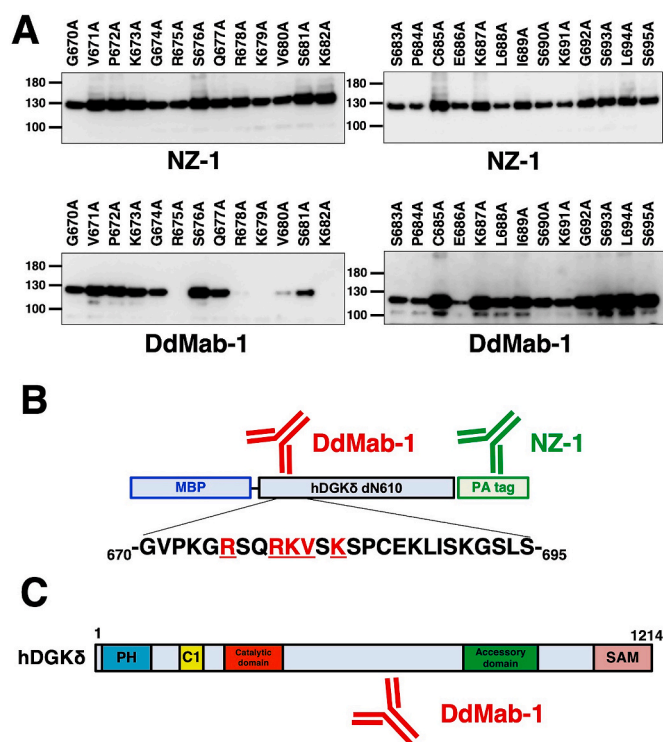 A
G670A V671A P672A K673A G674A R675A S676A Q677A R678A K679A V680A S681A K682A
180
130
100
NZ-1
S683A P684A C685A E686A K687A L688A I689A S690A K691A G692A S693A L694A S695A
180
130
100
NZ-1
G670A V671A P672A K673A G674A R675A S676A Q677A R678A K679A V680A S681A K682A
180
130
100
DdMab-1
S683A P684A C685A E686A K687A L688A I689A S690A K691A G692A S693A L694A S695A
180
130
100
DdMab-1
B
DdMab-1
NZ-1
MBP
hDGKδ dN610
PA tag
670-GVPKGRSQRKVSKSPCEKLISKGSLS-695
C
1
1214
hDGKδ
PH
C1
Catalytic
domain
Accessory
domain
SAM
DdMab-1